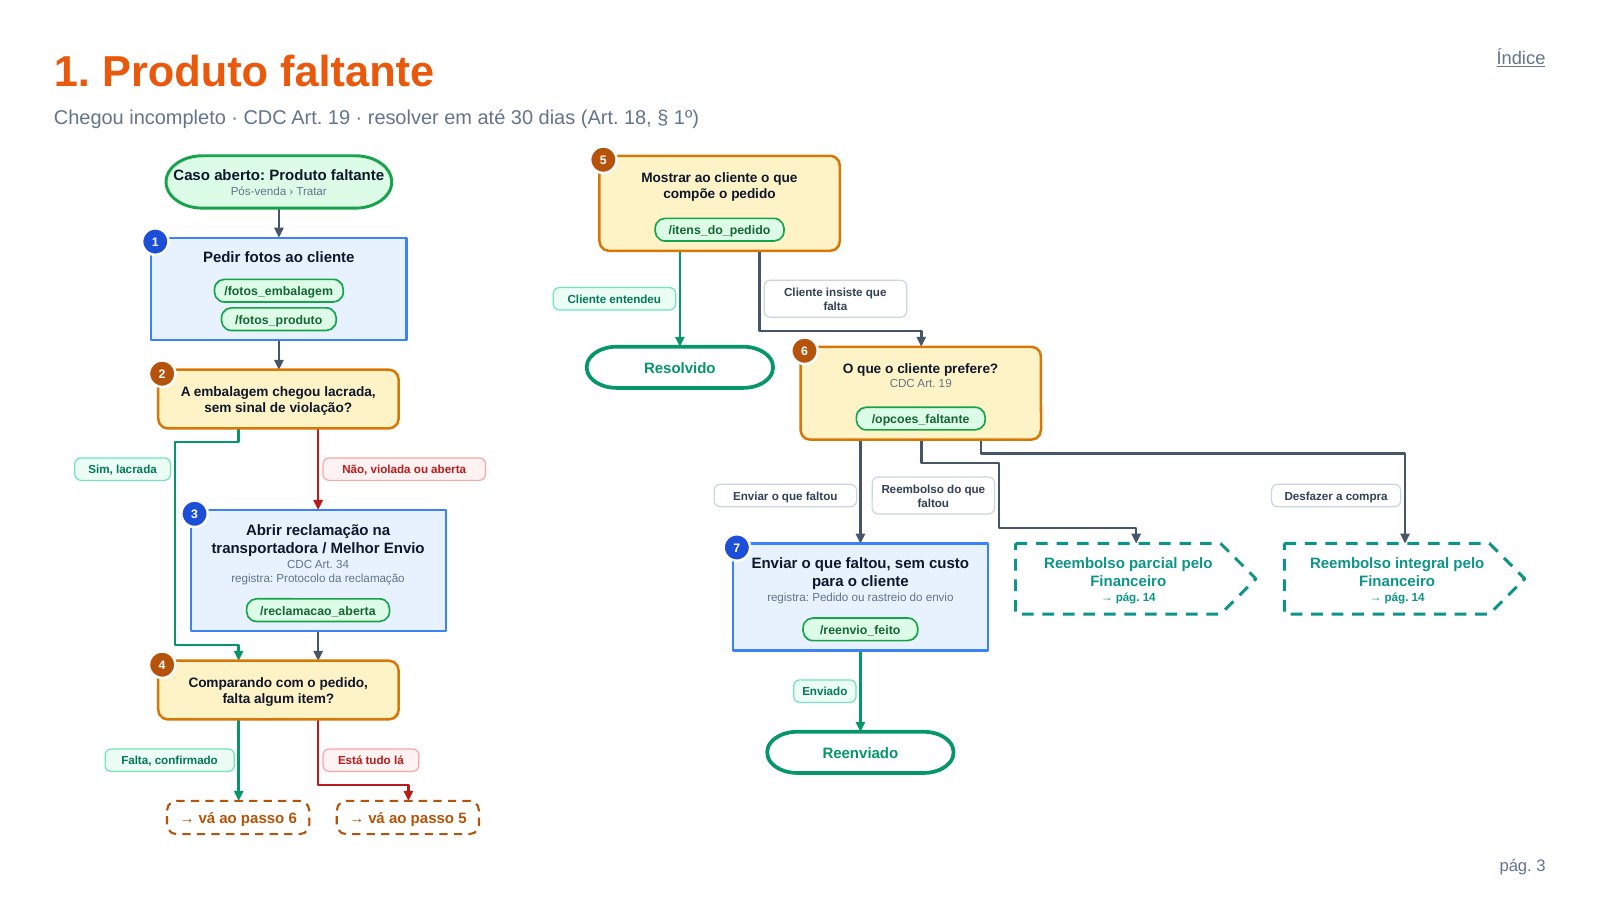 1. Produto faltante
Índice
Chegou incompleto · CDC Art. 19 · resolver em até 30 dias (Art. 18, § 1º)
Caso aberto: Produto faltante
Pós-venda › Tratar
1
Pedir fotos ao cliente
/fotos_embalagem
/fotos_produto
2
A embalagem chegou lacrada,
sem sinal de violação?
Sim, lacrada
Não, violada ou aberta
3
Abrir reclamação na
transportadora / Melhor Envio
CDC Art. 34
registra: Protocolo da reclamação
/reclamacao_aberta
4
Comparando com o pedido,
falta algum item?
Falta, confirmado
Está tudo lá
→ vá ao passo 6
→ vá ao passo 5
5
Mostrar ao cliente o que
compõe o pedido
/itens_do_pedido
Cliente entendeu
Cliente insiste que
falta
Resolvido
6
O que o cliente prefere?
CDC Art. 19
/opcoes_faltante
Enviar o que faltou
Reembolso do que
faltou
Desfazer a compra
7
Enviar o que faltou, sem custo
para o cliente
registra: Pedido ou rastreio do envio
/reenvio_feito
Reembolso parcial pelo
Financeiro
→ pág. 14
Reembolso integral pelo
Financeiro
→ pág. 14
Enviado
Reenviado
pág. 3